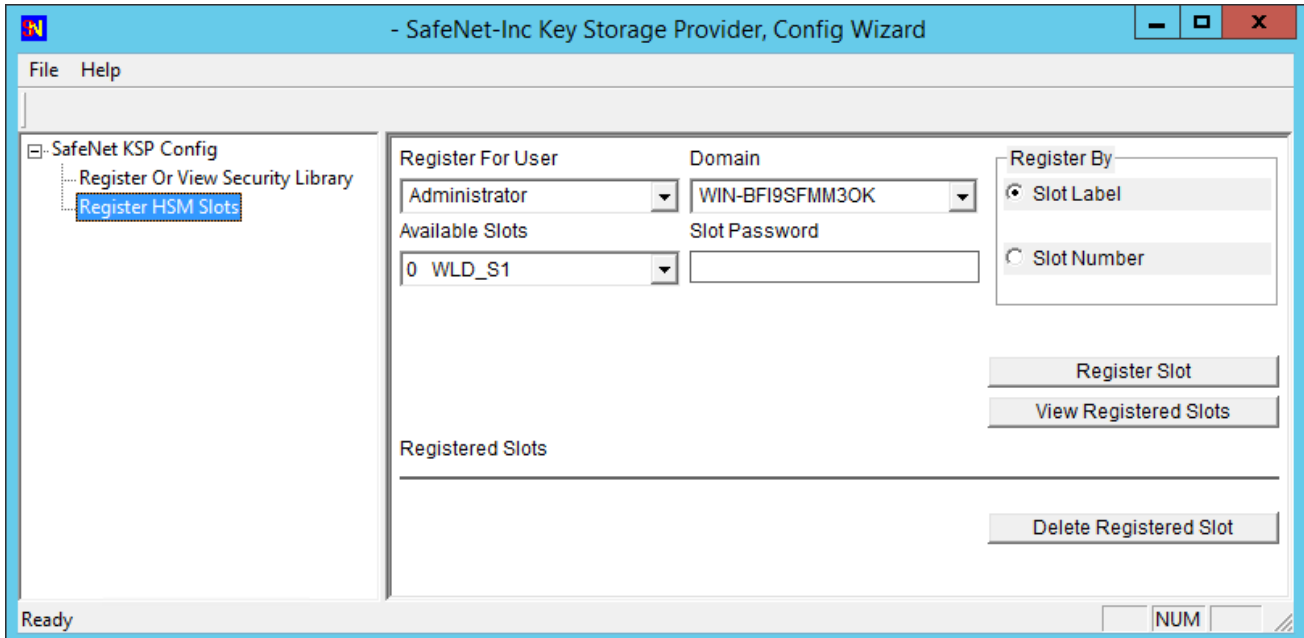 - SafeNet-Inc Key Storage Provider, Config Wizard
File Help
SafeNet KSP Config
Register Or View Security Library
Register HSM Slots
Register For User
Domain
Register By
Administrator
WIN-BFI9SFMM3OK
Slot Label
Available Slots
Slot Password
0 WLD_S1
Slot Number
Register Slot
View Registered Slots
Registered Slots
Delete Registered Slot
Ready
NUM